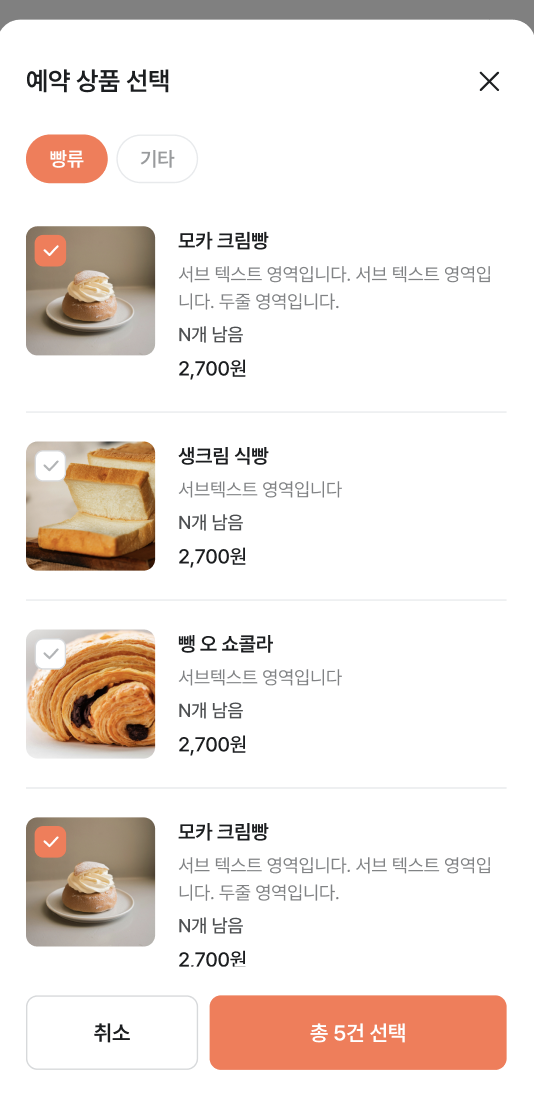 예약 상품 선택
빵류
기타
모카 크림빵
서브 텍스트 영역입니다. 서브 텍스트 영역입
니다. 두줄 영역입니다.
N개 남음
2,700원
생크림 식빵
서브텍스트 영역입니다
N개 남음
2,700원
뺑 오 쇼콜라
서브텍스트 영역입니다
N개 남음
2,700원
모카 크림빵
서브 텍스트 영역입니다. 서브 텍스트 영역입
니다. 두줄 영역입니다.
N개 남음
2,700원
취소
총 5건 선택